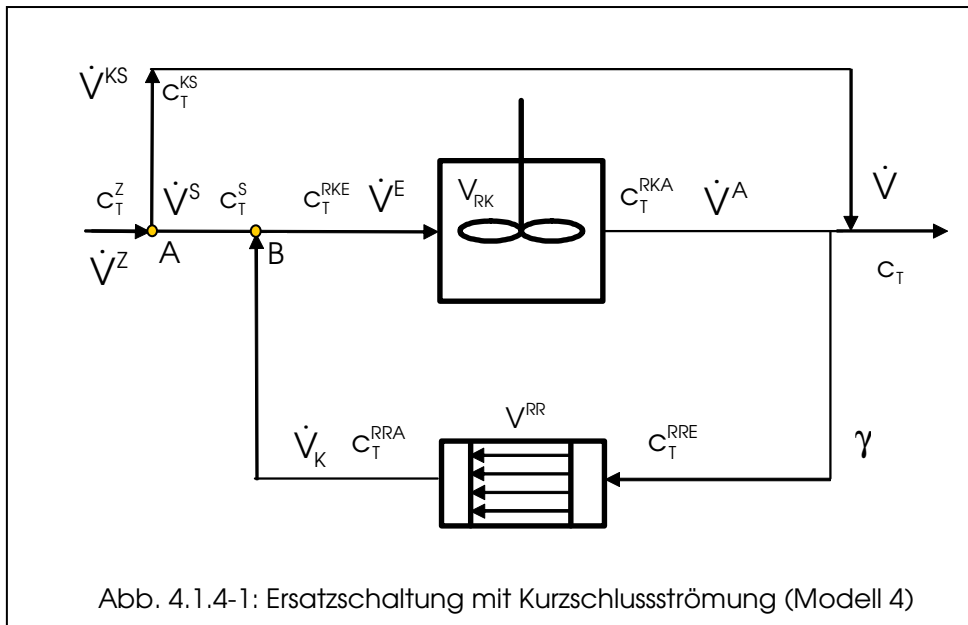 V̇ᴷˢ c_T^KS
c_T^Z V̇^S c_T^S c_T^RKE V̇^E V_RK c_T^RKA V̇^A V̇
A B
V̇^Z c_T
V^RR
V̇_K c_T^RRA c_T^RRE γ
Abb. 4.1.4-1: Ersatzschaltung mit Kurzschlussströmung (Modell 4)